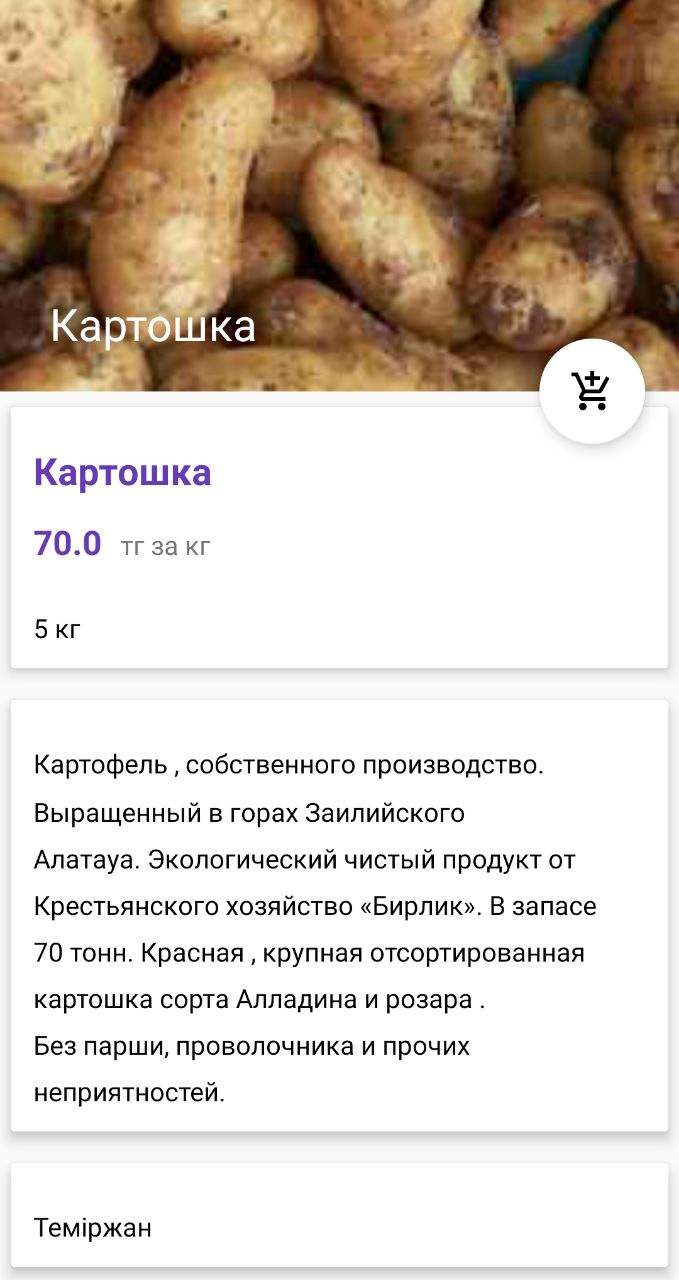 Картошка
Картошка
70.0 тг за кг
5 кг
Картофель , собственного производство.
Выращенный в горах Заилийского
Алатауа. Экологический чистый продукт от
Крестьянского хозяйство «Бирлик». В запасе
70 тонн. Красная , крупная отсортированная
картошка сорта Алладина и розара .
Без парши, проволочника и прочих
неприятностей.
Теміржан